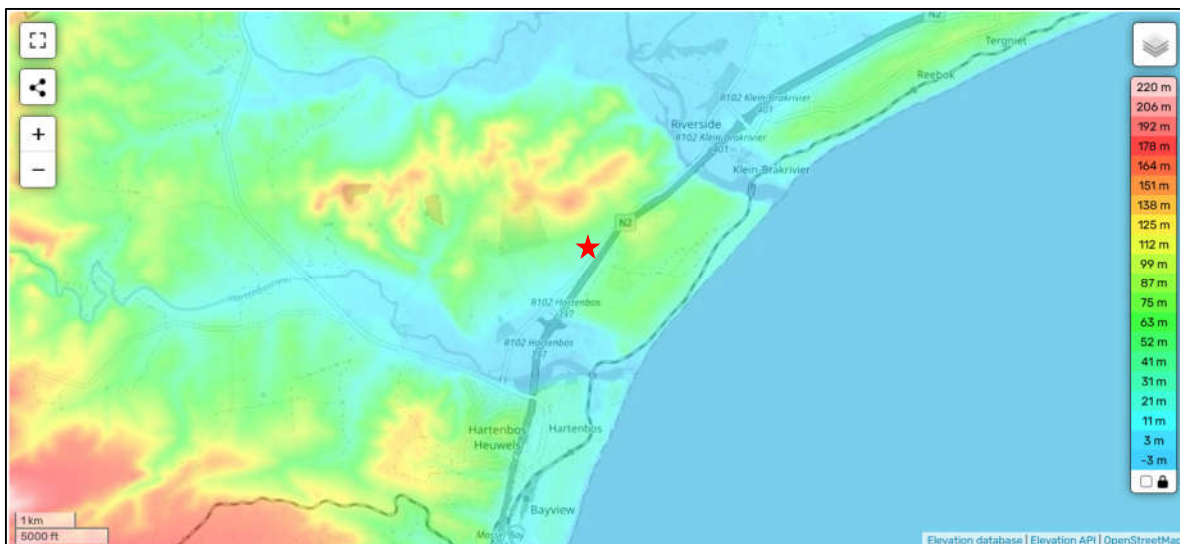 N2
Tergniet
Reebok
R102 Klein-Brakrivier
401
Riverside
R102 Klein-Brakrivier
401
Klein-Brakrivier
N2
R102 Hartenbos
R102 Hartenbos
Hartenbos
Heuwels
Hartenbos
Bayview
Mossel Bay
+
−
220 m
206 m
192 m
178 m
164 m
151 m
138 m
125 m
112 m
99 m
87 m
75 m
63 m
52 m
41 m
31 m
21 m
11 m
3 m
-3 m
1 km
5000 ft
Elevation database | Elevation API | OpenStreetMap